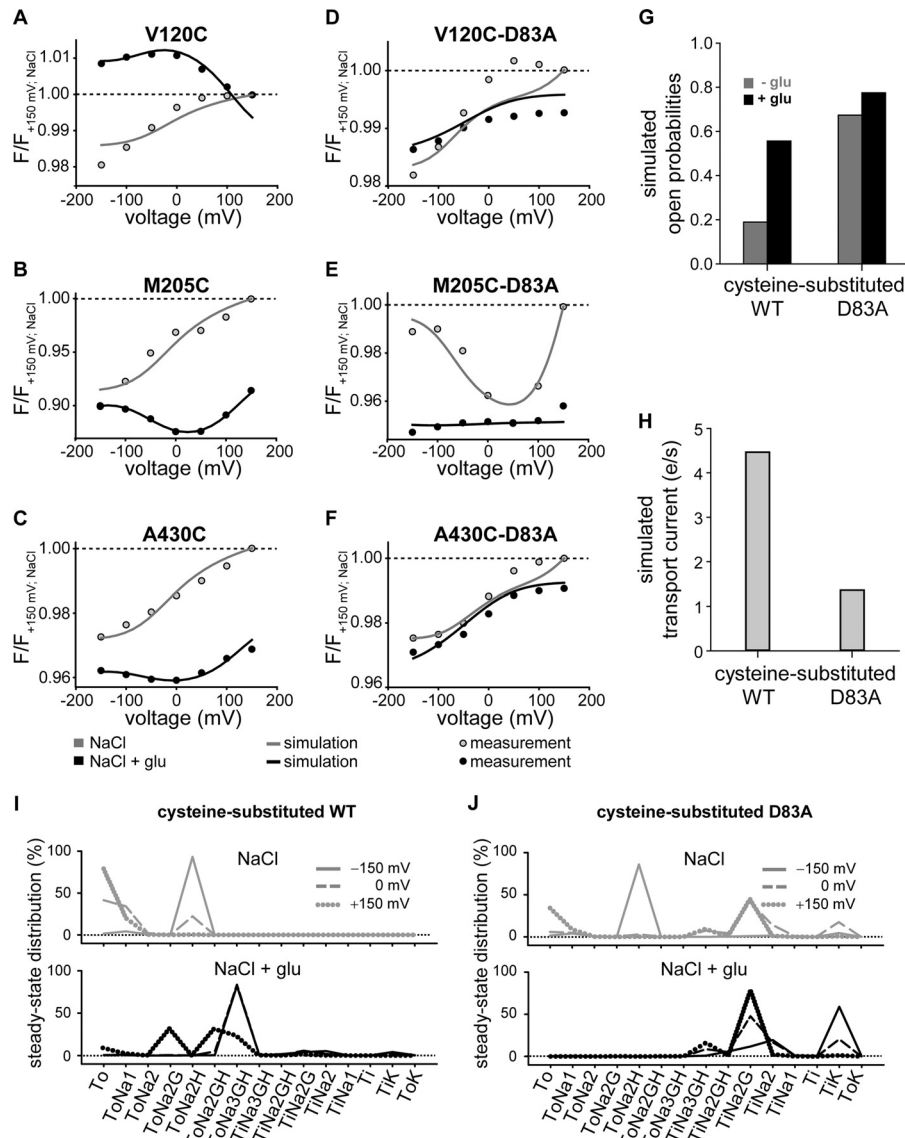 A
V120C
F/F+150 mV; NaCl
1.01
1.00
0.99
0.98
-200 -100 0 100 200
voltage (mV)
B
M205C
F/F+150 mV; NaCl
1.00
0.95
0.90
-200 -100 0 100 200
voltage (mV)
C
A430C
F/F+150 mV; NaCl
1.00
0.98
0.96
-200 -100 0 100 200
voltage (mV)
D
V120C-D83A
F/F+150 mV; NaCl
1.00
0.99
0.98
-200 -100 0 100 200
voltage (mV)
E
M205C-D83A
F/F+150 mV; NaCl
1.00
0.98
0.96
-200 -100 0 100 200
voltage (mV)
F
A430C-D83A
F/F+150 mV; NaCl
1.00
0.98
0.96
-200 -100 0 100 200
voltage (mV)
NaCl simulation measurement
NaCl + glu simulation measurement
G
simulated
open probabilities
1.0
0.8
0.6
0.4
0.2
0.0
- glu
+ glu
cysteine-substituted
WT D83A
H
simulated
transport current (e/s)
5
4
3
2
1
0
cysteine-substituted
WT D83A
I
cysteine-substituted WT
steady-state distribution (%)
NaCl
100
50
0
−150 mV
0 mV
+150 mV
NaCl + glu
100
50
0
To ToNa1 ToNa2 ToNa2G ToNa2H ToNa2GH ToNa3GH TiNa3GH TiNa2GH TiNa2G TiNa2 TiNa1 Ti TiK ToK
J
cysteine-substituted D83A
steady-state distribution (%)
NaCl
100
50
0
−150 mV
0 mV
+150 mV
NaCl + glu
100
50
0
To ToNa1 ToNa2 ToNa2G ToNa2H ToNa2GH ToNa3GH TiNa3GH TiNa2GH TiNa2G TiNa2 TiNa1 Ti TiK ToK